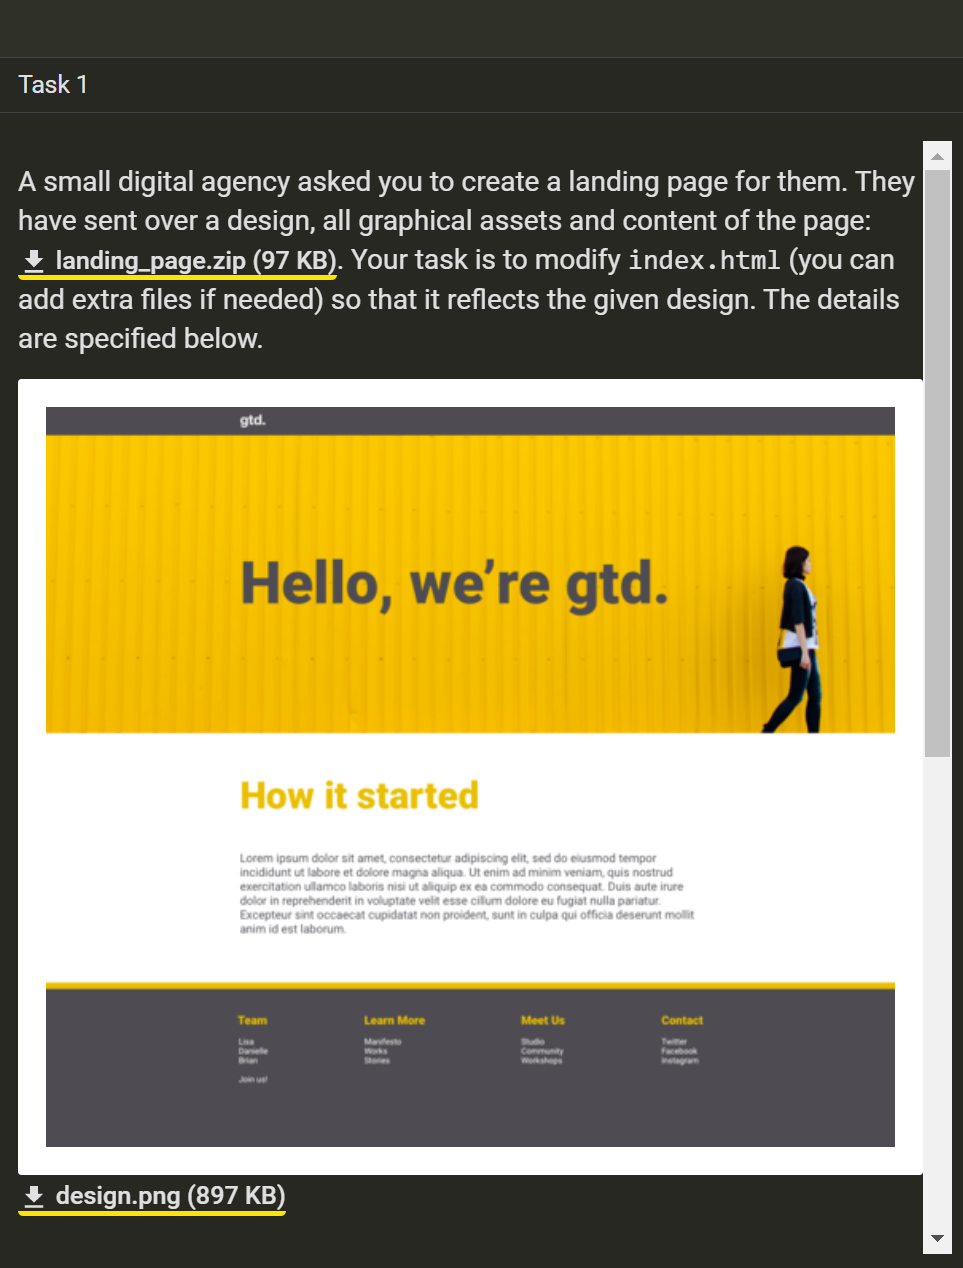 Task 1
A small digital agency asked you to create a landing page for them. They
have sent over a design, all graphical assets and content of the page:
landing_page.zip (97 KB). Your task is to modify index.html (you can
add extra files if needed) so that it reflects the given design. The details
are specified below.
gtd.
Hello, we’re gtd.
How it started
Lorem ipsum dolor sit amet, consectetur adipiscing elit, sed do eiusmod tempor
incididunt ut labore et dolore magna aliqua. Ut enim ad minim veniam, quis nostrud
exercitation ullamco laboris nisi ut aliquip ex ea commodo consequat. Duis aute irure
dolor in reprehenderit in voluptate velit esse cillum dolore eu fugiat nulla pariatur.
Excepteur sint occaecat cupidatat non proident, sunt in culpa qui officia deserunt mollit
anim id est laborum.
Team
Lisa
Danielle
Brian
Join us!
Learn More
Manifesto
Works
Stories
Meet Us
Studio
Community
Workshops
Contact
Twitter
Facebook
Instagram
design.png (897 KB)